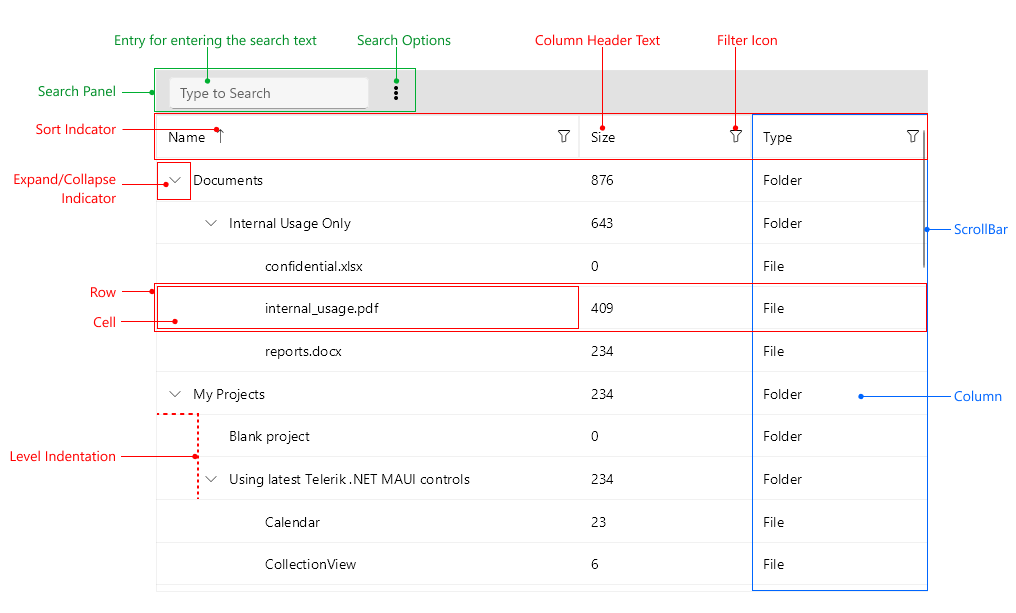 Entry for entering the search text
Search Options
Column Header Text
Filter Icon
Search Panel
Type to Search
Sort Indcator
Name
Size
Type
Expand/Collapse
Indicator
Documents 876 Folder
Internal Usage Only 643 Folder
ScrollBar
confidential.xlsx 0 File
Row
internal_usage.pdf 409 File
Cell
reports.docx 234 File
My Projects 234 Folder
Column
Blank project 0 Folder
Level Indentation
Using latest Telerik .NET MAUI controls 234 Folder
Calendar 23 File
CollectionView 6 File